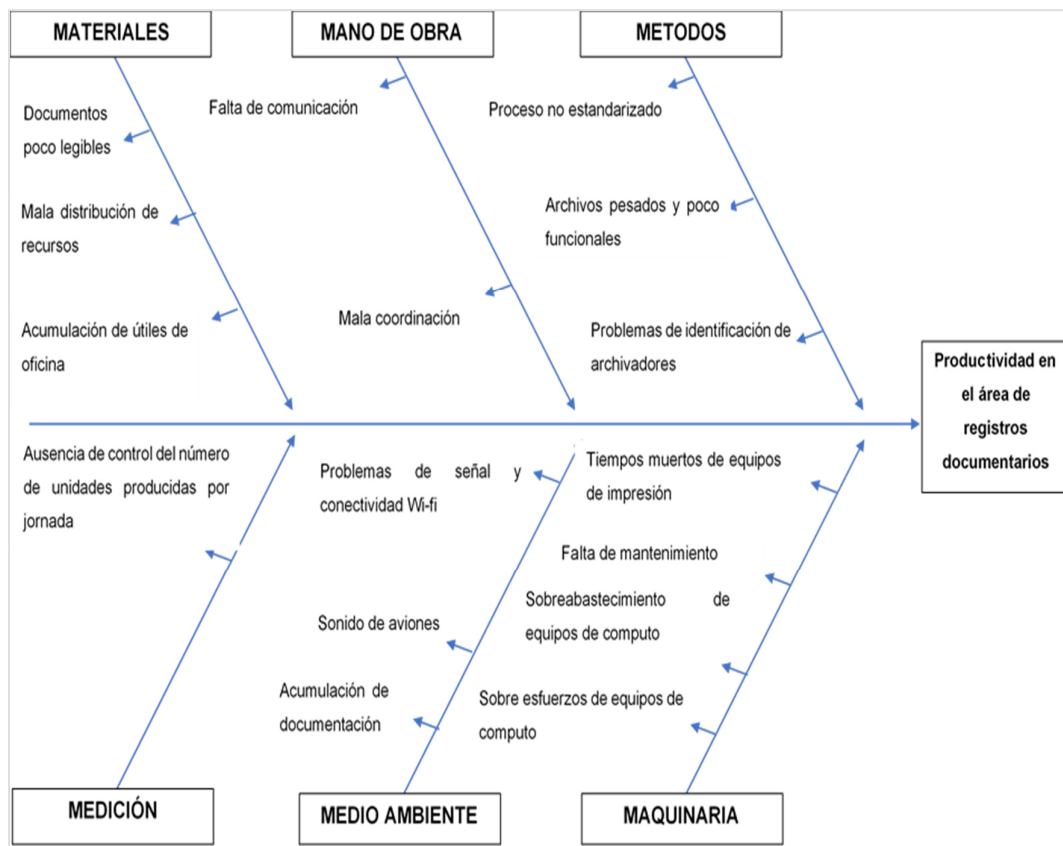 MATERIALES
MANO DE OBRA
METODOS
Documentos
poco legibles
Mala distribución de
recursos
Acumulación de útiles de
oficina
Falta de comunicación
Mala coordinación
Proceso no estandarizado
Archivos pesados y poco
funcionales
Problemas de identificación de
archivadores
Productividad en
el área de
registros
documentarios
Ausencia de control del número
de unidades producidas por
jornada
Problemas de señal y
conectividad Wi-fi
Sonido de aviones
Acumulación de
documentación
Tiempos muertos de equipos
de impresión
Falta de mantenimiento
Sobreabastecimiento de
equipos de computo
Sobre esfuerzos de equipos de
computo
MEDICIÓN
MEDIO AMBIENTE
MAQUINARIA